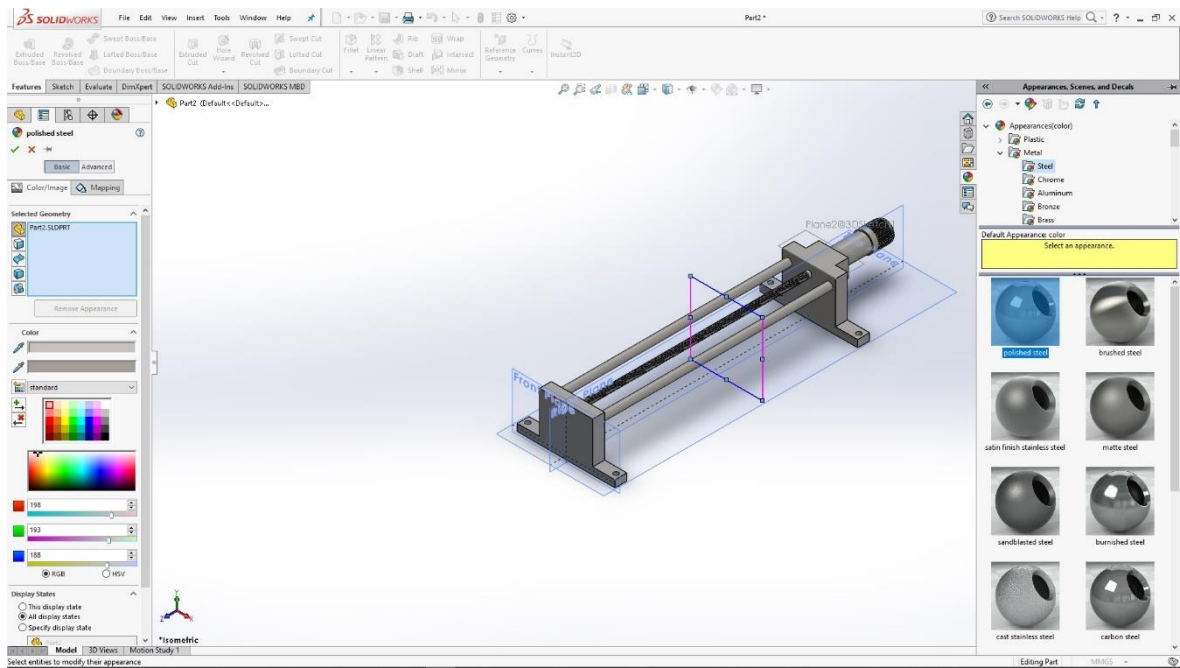 SOLIDWORKS File Edit View Insert Tools Window Help Part2 * Search SOLIDWORKS Help
Extruded Boss/Base Revolved Boss/Base Swept Boss/Base Lofted Boss/Base Boundary Boss/Base Extruded Cut Hole Wizard Revolved Cut Swept Cut Lofted Cut Boundary Cut Fillet Linear Pattern Rib Draft Shell Wrap Intersect Mirror Reference Geometry Curves Instant3D
Features Sketch Evaluate DimXpert SOLIDWORKS Add-Ins SOLIDWORKS MBD
Part2 (Default<<Default>...
polished steel
Basic Advanced
Color/Image Mapping
Selected Geometry
Part2.SLDPRT
Remove Appearance
Color
standard
198
193
188
RGB HSV
Display States
This display state
All display states
Specify display state
Part2
Plane2@3DSketch1
Front Plane
*Isometric
Model 3D Views Motion Study 1
Select entities to modify their appearance
Editing Part MMGS
Appearances, Scenes, and Decals
Appearances(color)
Plastic
Metal
Steel
Chrome
Aluminum
Bronze
Brass
Default Appearance: color
Select an appearance.
polished steel brushed steel
satin finish stainless steel matte steel
sandblasted steel burnished steel
cast stainless steel carbon steel